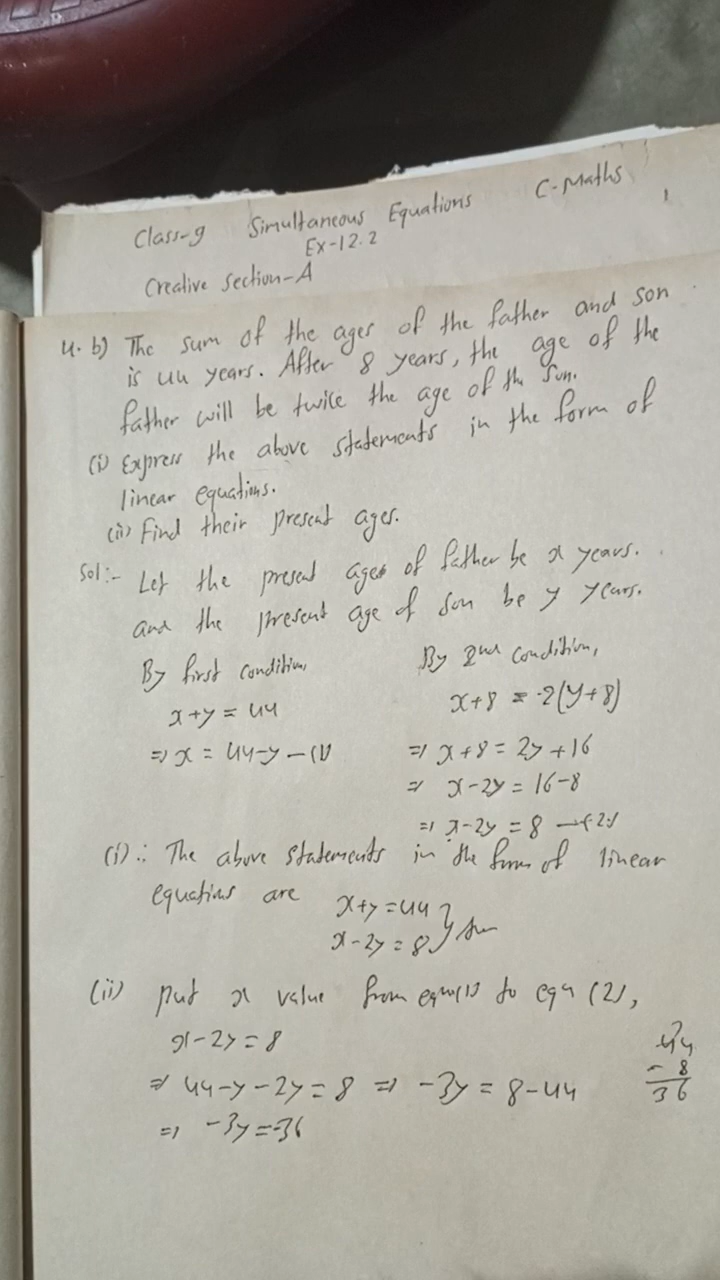 Class-9 Simultaneous Equations C-Maths
Ex-12.2
Creative Section-A
4. b) The sum of the ages of the father and son
is 44 years. After 8 years, the age of the
father will be twice the age of the son.
(i) Express the above statements in the form of
linear equations.
(ii) Find their present ages.
Sol:- Let the present ages of father be x years.
and the present age of son be y years.
By first condition,
x+y = 44
=> x = 44-y - (1)
By 2nd condition,
x+8 = 2(y+8)
=> x+8 = 2y+16
=> x-2y = 16-8
=> x-2y = 8 -(2)
(i) ∴ The above statements in the form of linear
equations are x+y=44
x-2y = 8
(ii) put x value from eqn(1) to eqn (2),
x-2y = 8
=> 44-y-2y = 8 => -3y = 8-44
=> -3y = -36
44
- 8
36